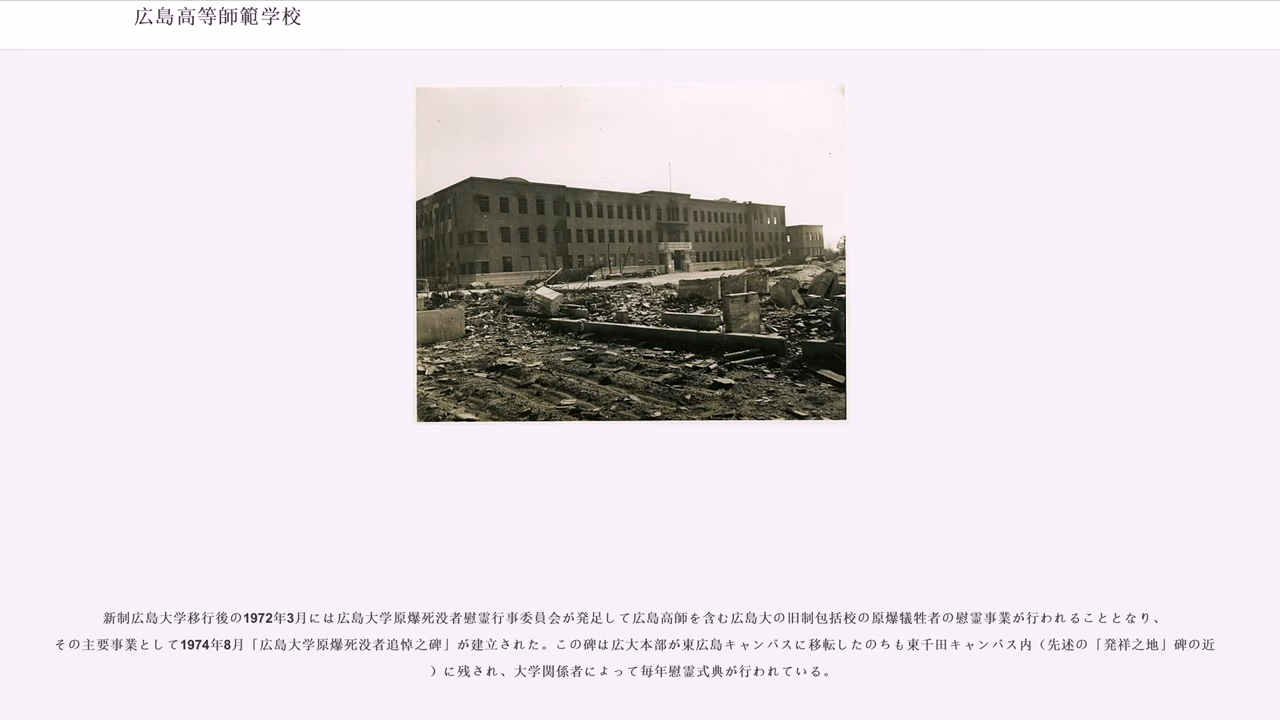 広島高等師範学校
新制広島大学移行後の1972年3月には広島大学原爆死没者慰霊行事委員会が発足して広島高師を含む広島大の旧制包括校の原爆犠牲者の慰霊事業が行われることとなり、
その主要事業として1974年8月「広島大学原爆死没者追悼之碑」が建立された。この碑は広大本部が東広島キャンパスに移転したのちも東千田キャンパス内（先述の「発祥之地」碑の近
）に残され、大学関係者によって毎年慰霊式典が行われている。